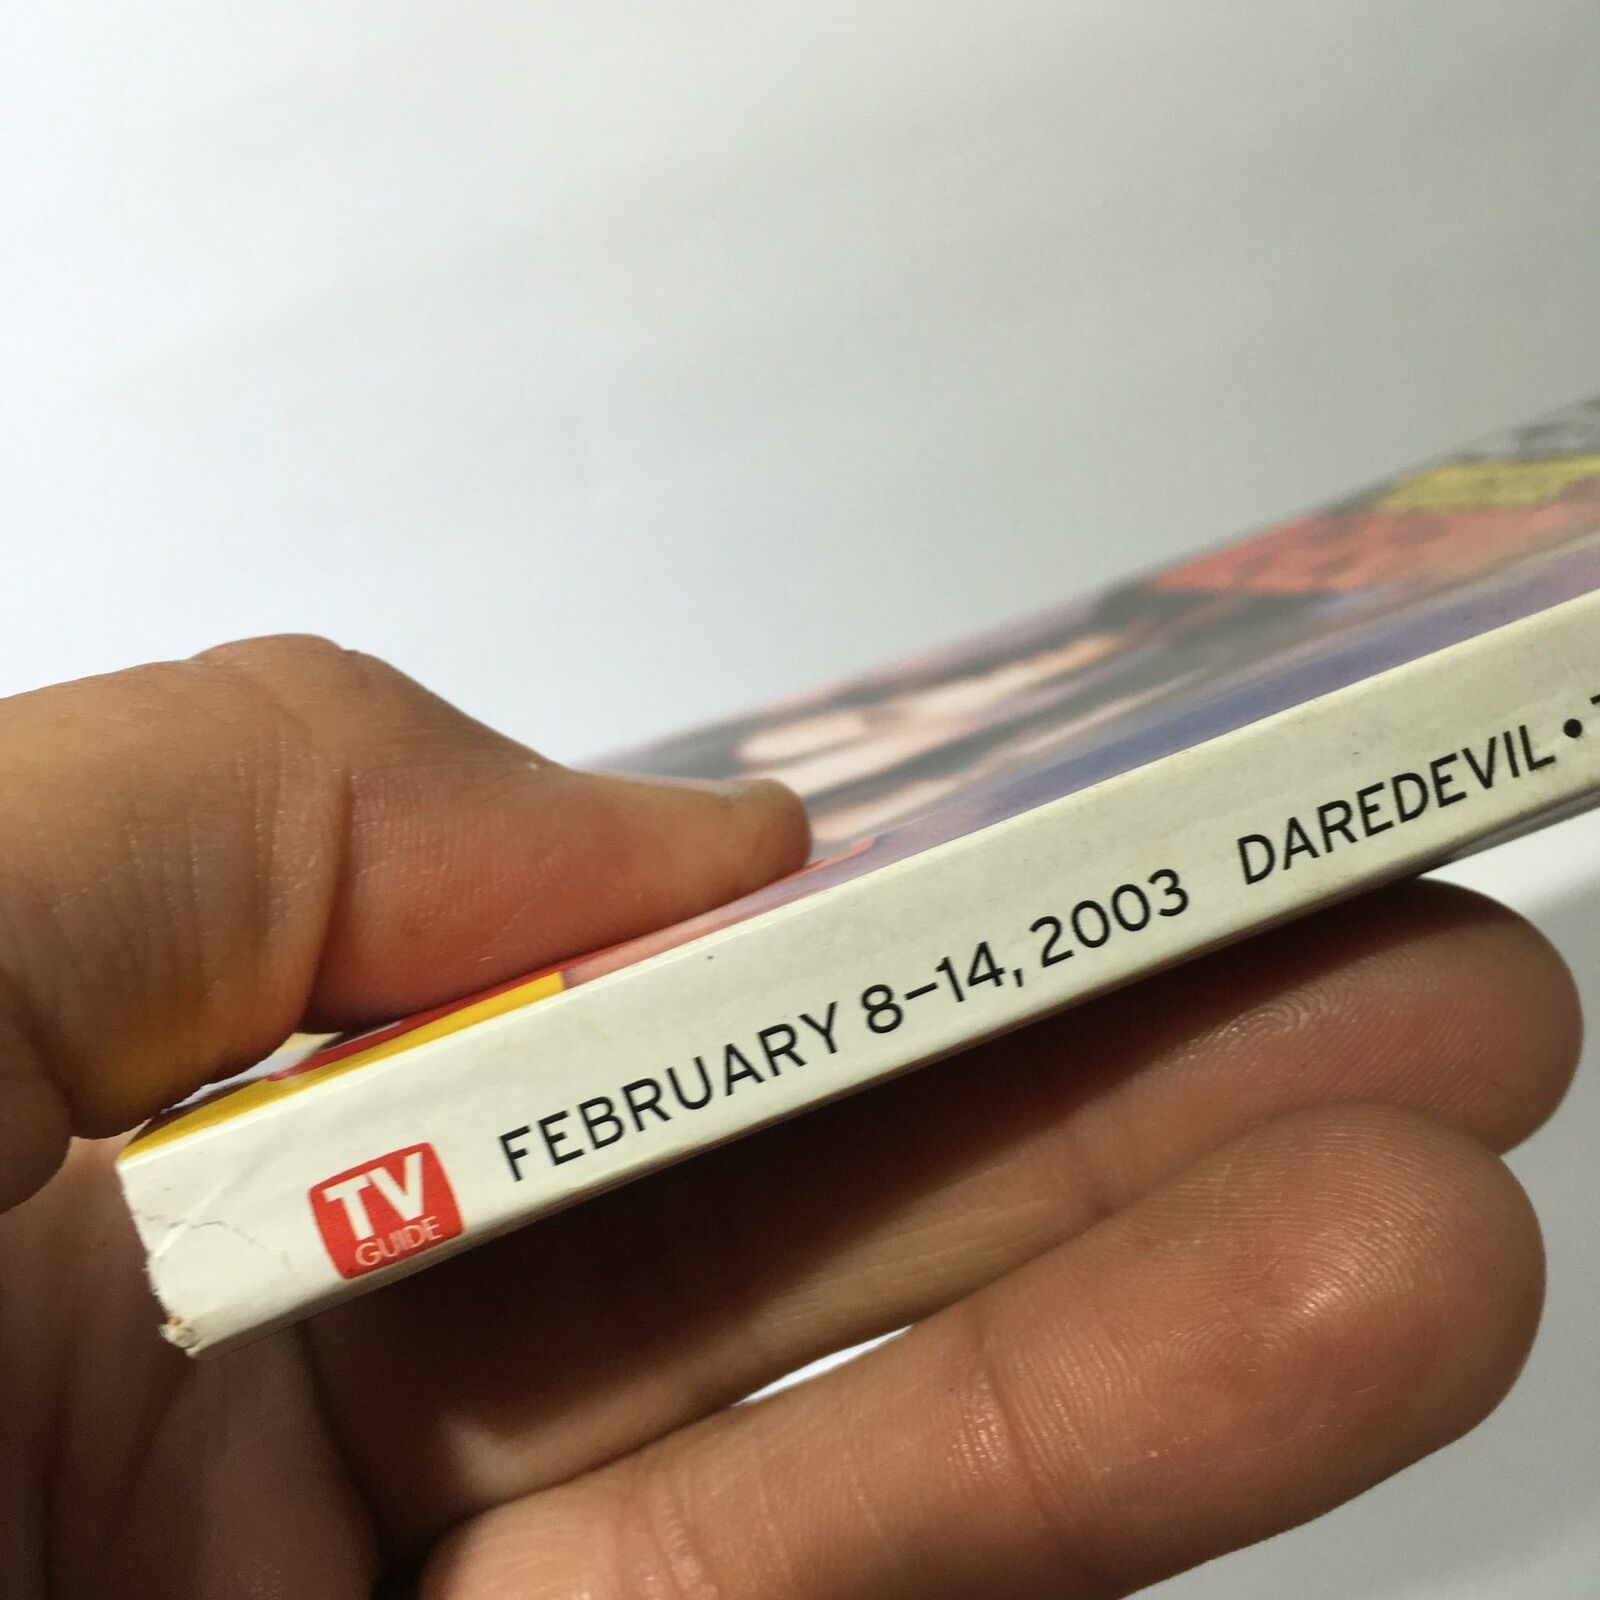 TV
GUIDE
FEBRUARY 8–14, 2003 DAREDEVIL •